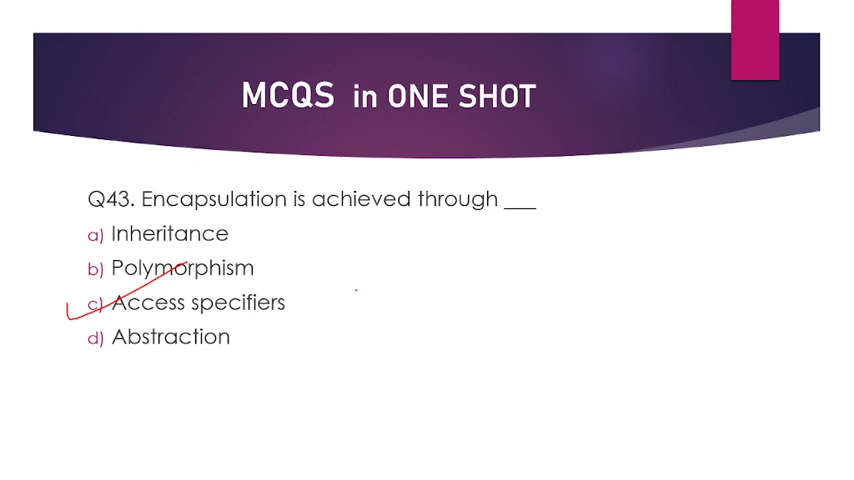 MCQS in ONE SHOT
Q43. Encapsulation is achieved through ___
a) Inheritance
b) Polymorphism
c) Access specifiers
d) Abstraction